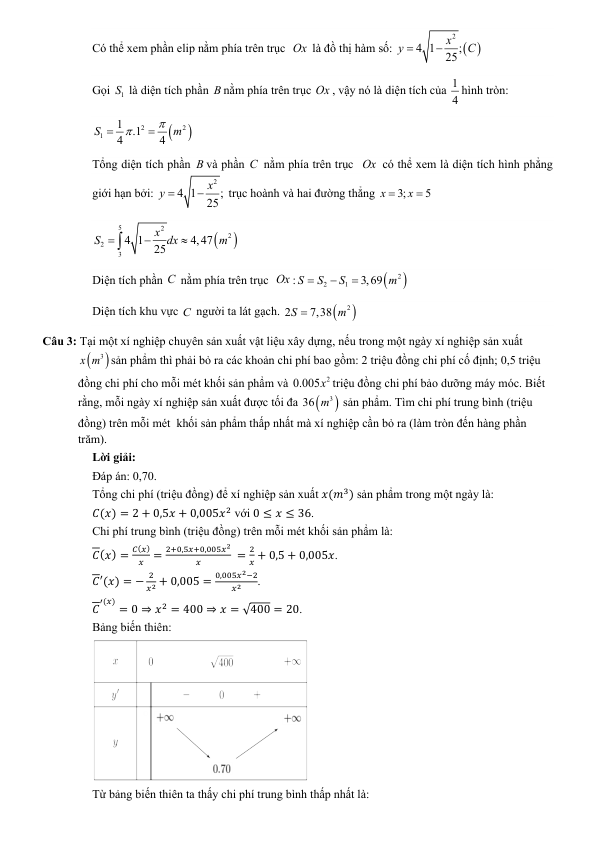 Có thể xem phần elip nằm phía trên trục Ox là đồ thị hàm số: $y = 4\sqrt{1-\frac{x^2}{25}};(C)$
Gọi $S_1$ là diện tích phần B nằm phía trên trục Ox , vậy nó là diện tích của $\frac{1}{4}$ hình tròn:
$S_1 = \frac{1}{4}\pi.1^2 = \frac{\pi}{4}(m^2)$
Tổng diện tích phần B và phần C nằm phía trên trục Ox có thể xem là diện tích hình phẳng
giới hạn bởi: $y = 4\sqrt{1-\frac{x^2}{25}};$ trục hoành và hai đường thẳng $x = 3; x = 5$
$S_2 = \int_3^5 4\sqrt{1-\frac{x^2}{25}}dx \approx 4,47(m^2)$
Diện tích phần C nằm phía trên trục $Ox : S = S_2 - S_1 = 3,69(m^2)$
Diện tích khu vực C người ta lát gạch. $2S = 7,38(m^2)$
Câu 3: Tại một xí nghiệp chuyên sản xuất vật liệu xây dựng, nếu trong một ngày xí nghiệp sản xuất
$x(m^3)$ sản phẩm thì phải bỏ ra các khoản chi phí bao gồm: 2 triệu đồng chi phí cố định; 0,5 triệu
đồng chi phí cho mỗi mét khối sản phẩm và $0.005x^2$ triệu đồng chi phí bảo dưỡng máy móc. Biết
rằng, mỗi ngày xí nghiệp sản xuất được tối đa $36(m^3)$ sản phẩm. Tìm chi phí trung bình (triệu
đồng) trên mỗi mét khối sản phẩm thấp nhất mà xí nghiệp cần bỏ ra (làm tròn đến hàng phần
trăm).
Lời giải:
Đáp án: 0,70.
Tổng chi phí (triệu đồng) để xí nghiệp sản xuất $x(m^3)$ sản phẩm trong một ngày là:
$C(x) = 2 + 0,5x + 0,005x^2$ với $0 \le x \le 36$.
Chi phí trung bình (triệu đồng) trên mỗi mét khối sản phẩm là:
$\overline{C}(x) = \frac{C(x)}{x} = \frac{2+0,5x+0,005x^2}{x} = \frac{2}{x} + 0,5 + 0,005x.$
$\overline{C}'(x) = -\frac{2}{x^2} + 0,005 = \frac{0,005x^2-2}{x^2}.$
$\overline{C}'^{(x)} = 0 \Rightarrow x^2 = 400 \Rightarrow x = \sqrt{400} = 20.$
Bảng biến thiên:
x 0 $\sqrt{400}$ +∞
y′ − 0 +
+∞ +∞
y
0.70
Từ bảng biến thiên ta thấy chi phí trung bình thấp nhất là: